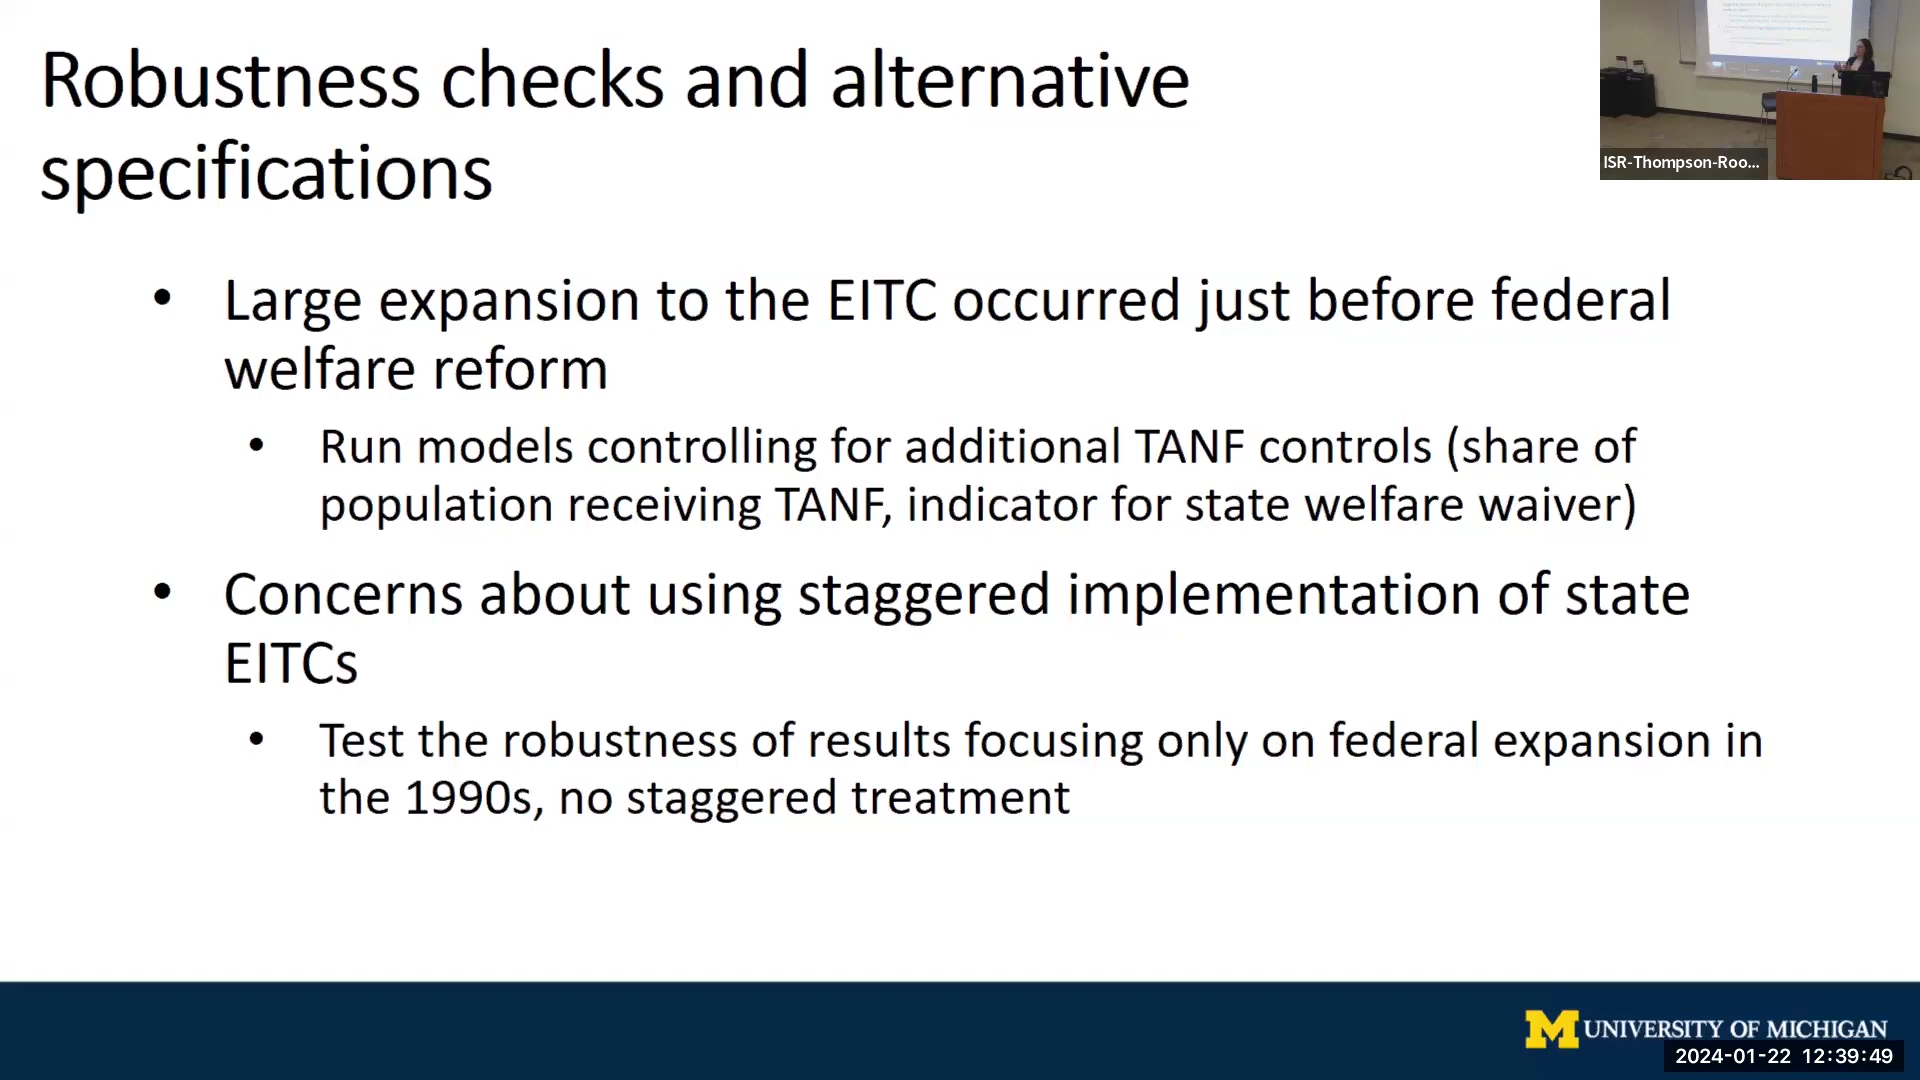 Robustness checks and alternative
specifications
ISR-Thompson-Roo...
• Large expansion to the EITC occurred just before federal
welfare reform
• Run models controlling for additional TANF controls (share of
population receiving TANF, indicator for state welfare waiver)
• Concerns about using staggered implementation of state
EITCs
• Test the robustness of results focusing only on federal expansion in
the 1990s, no staggered treatment
M UNIVERSITY OF MICHIGAN
2024-01-22 12:39:49